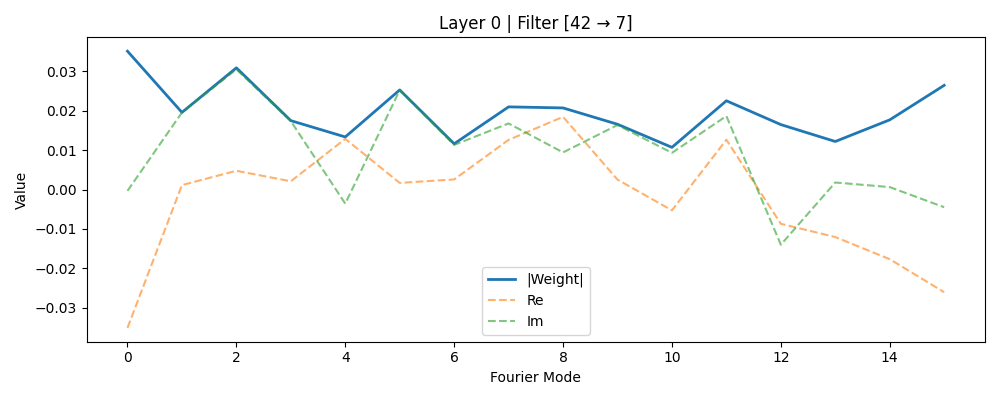 Layer 0 | Filter [42 → 7]
Value
0.03
0.02
0.01
0.00
−0.01
−0.02
−0.03
|Weight|
Re
Im
0 2 4 6 8 10 12 14
Fourier Mode